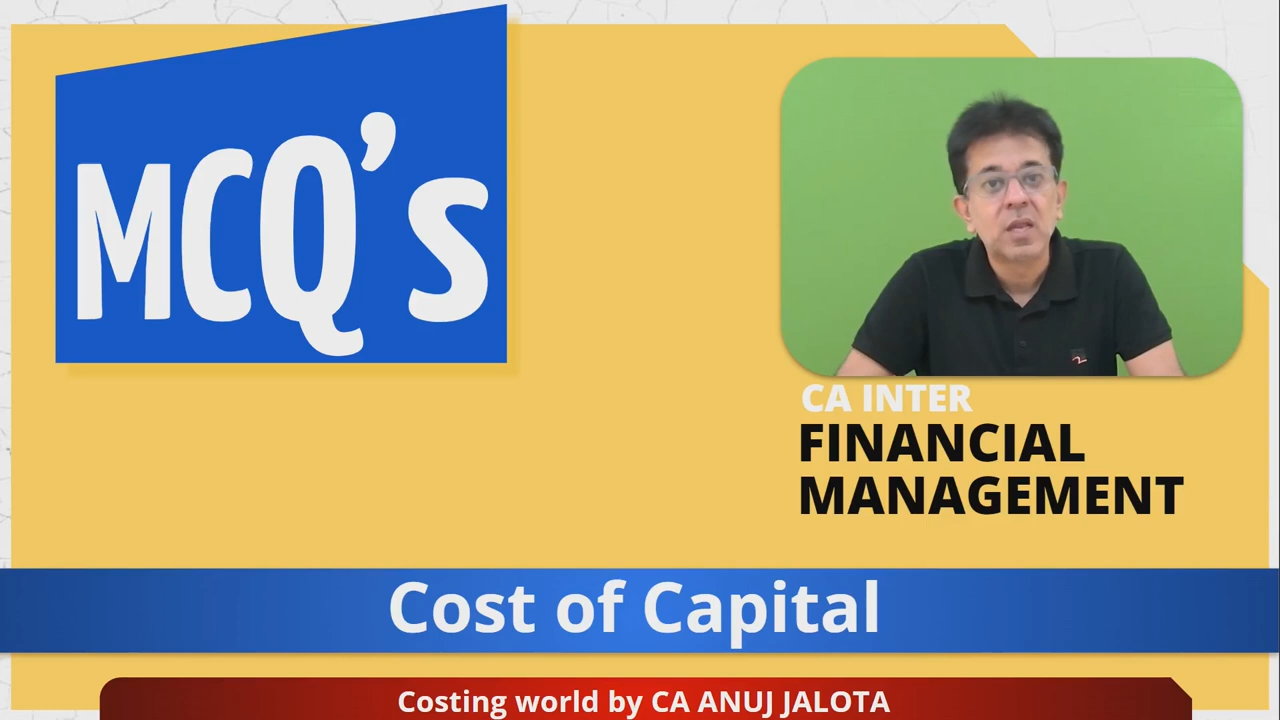 MCQ's
CA INTER
FINANCIAL
MANAGEMENT
Cost of Capital
Costing world by CA ANUJ JALOTA